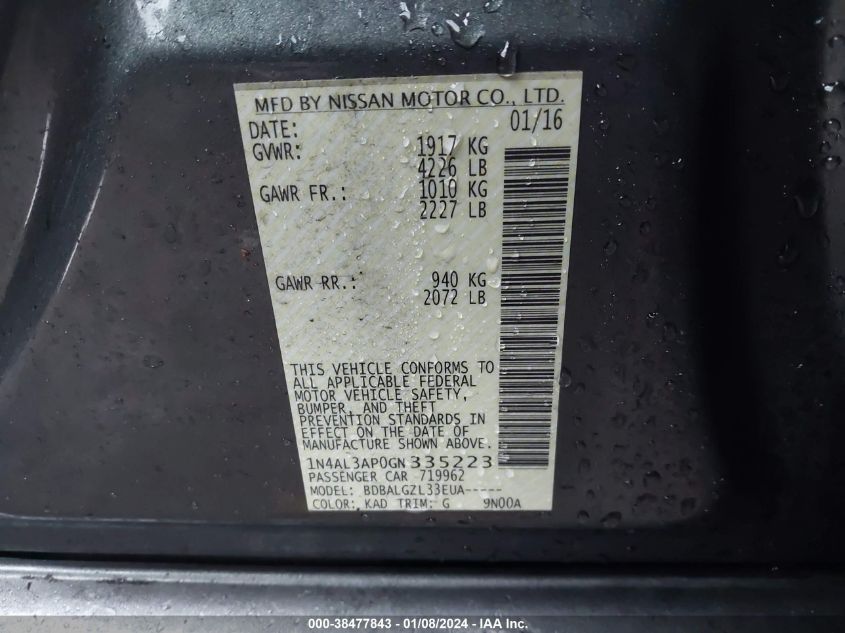 MFD BY NISSAN MOTOR CO., LTD.
DATE: 01/16
GVWR: 1917 KG
4226 LB
GAWR FR.: 1010 KG
2227 LB
GAWR RR.: 940 KG
2072 LB
THIS VEHICLE CONFORMS TO
ALL APPLICABLE FEDERAL
MOTOR VEHICLE SAFETY,
BUMPER, AND THEFT
PREVENTION STANDARDS IN
EFFECT ON THE DATE OF
MANUFACTURE SHOWN ABOVE.
1N4AL3AP0GN335223
PASSENGER CAR 719962
MODEL: BDBALGZL33EUA-----
COLOR: KAD TRIM: G 9N00A
000-38477843 - 01/08/2024 - IAA Inc.